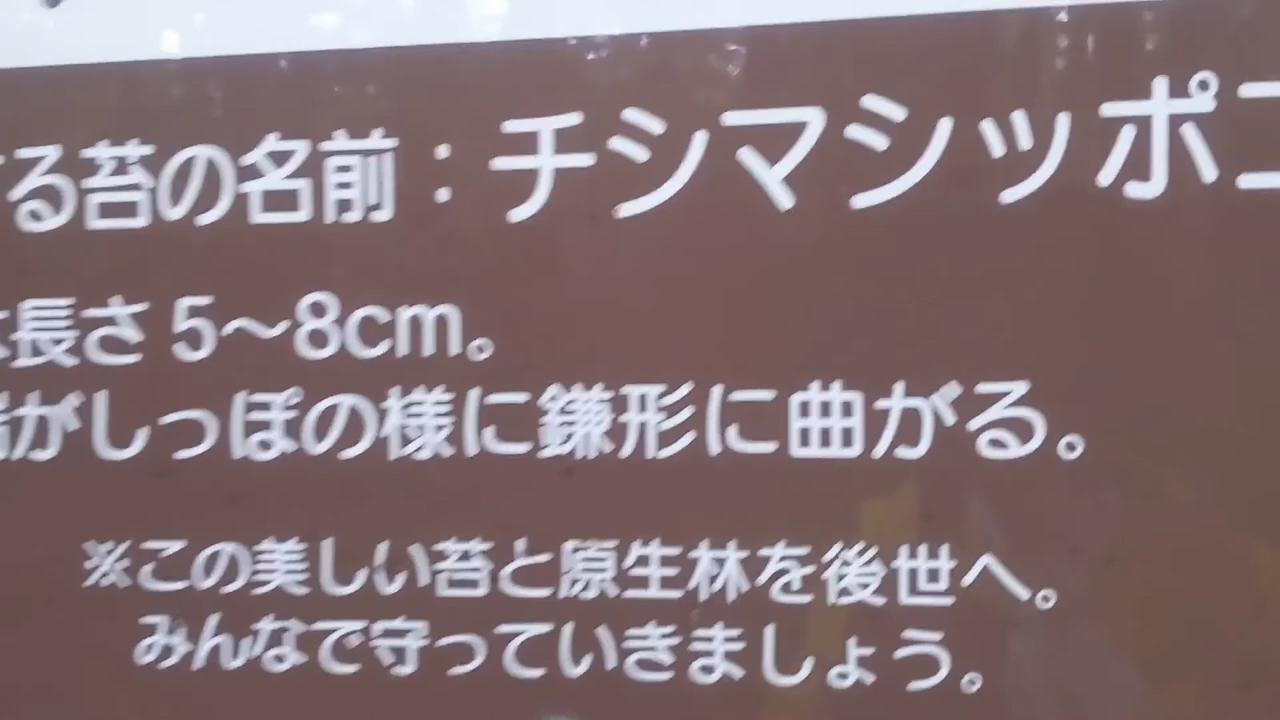 る苔の名前：チシマシッポ
長さ 5〜8cm。
がしっぽの様に鎌形に曲がる。
※この美しい苔と原生林を後世へ。
みんなで守っていきましょう。